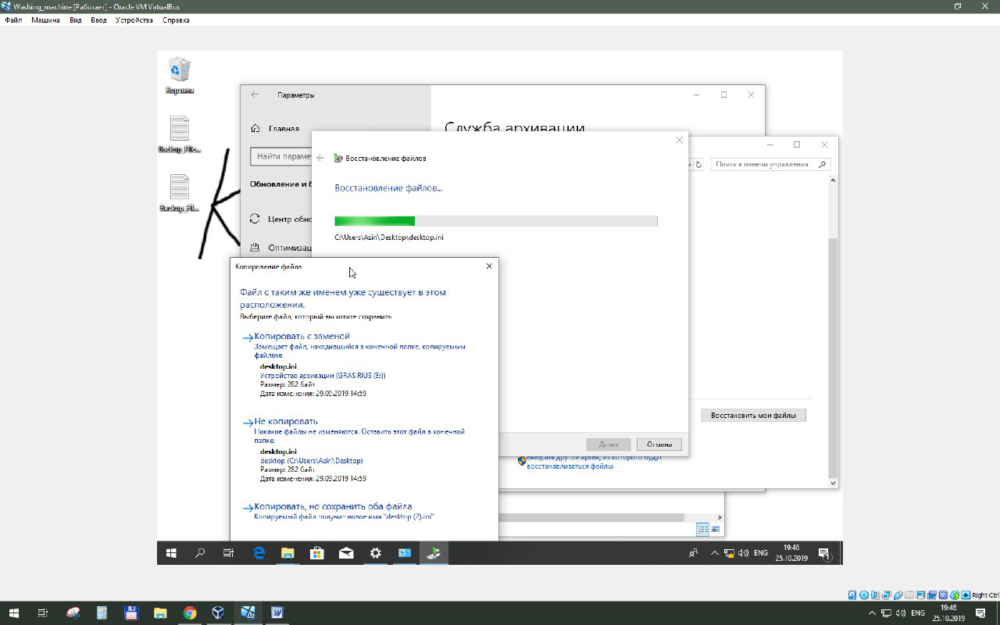 Washing_machine [Работает] - Oracle VM VirtualBox
Файл Машина Вид Ввод Устройства Справка
Корзина
Backup_File...
Backup_Fil...
Параметры
Главная
Найти параме
Обновление и б
Центр обно
Оптимизац
Служба архивации
Поиск в панели управления
Восстановление файлов
Восстановление файлов...
C:\Users\Asiri\Desktop\desktop.ini
Далее
Отмена
Восстановить мои файлы
Выбрать другой архив, из которого будут
восстанавливаться файлы
Копирование файла
Файл с таким же именем уже существует в этом
расположении.
Выберите файл, который вы хотите сохранить
Копировать с заменой
Замещает файл, находившийся в конечной папке, копируемым
файлом:
desktop.ini
Устройство архивации (GRAS RIUS (E:))
Размер: 282 байт
Дата изменения: 29.09.2019 14:59
Не копировать
Никакие файлы не изменяются. Оставить этот файл в конечной
папке:
desktop.ini
desktop (C:\Users\Asiri\Desktop)
Размер: 282 байт
Дата изменения: 29.09.2019 14:59
Копировать, но сохранить оба файла
Копируемый файл получит новое имя "desktop (2).ini"
ENG
19:46
25.10.2019
1
Right Ctrl
ENG
19:46
25.10.2019